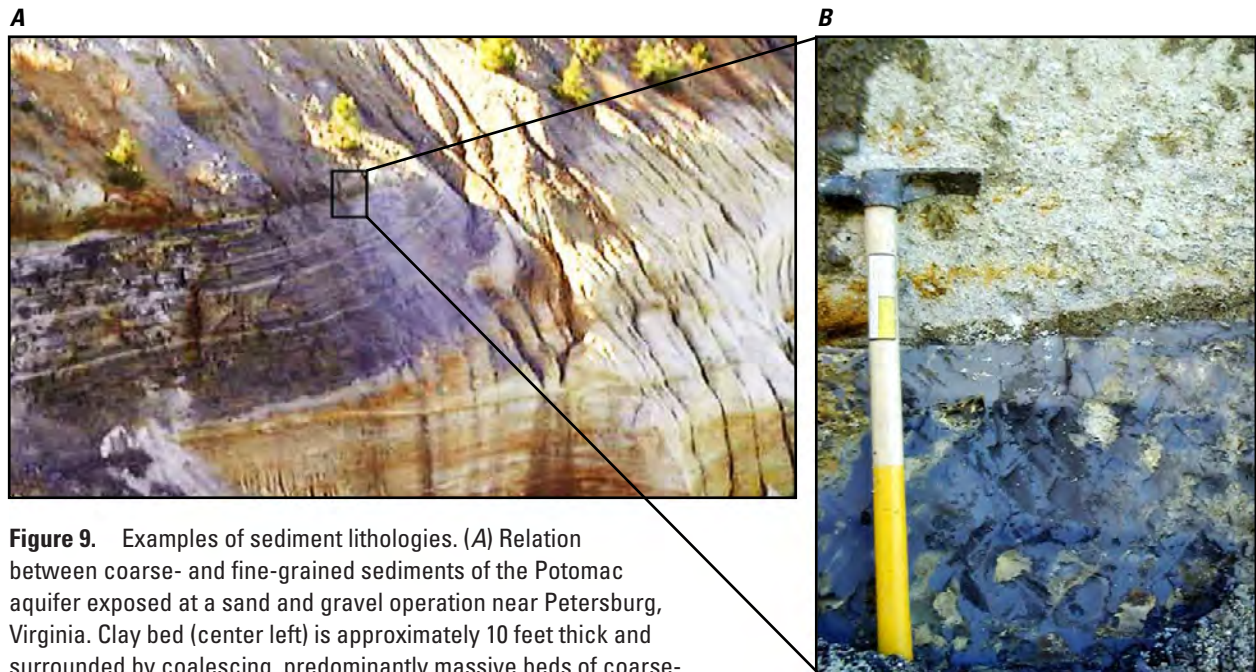 A
B
Figure 9. Examples of sediment lithologies. (A) Relation
between coarse- and fine-grained sediments of the Potomac
aquifer exposed at a sand and gravel operation near Petersburg,
Virginia. Clay bed (center left) is approximately 10 feet thick and
surrounded by coalescing, predominantly massive beds of coarse-